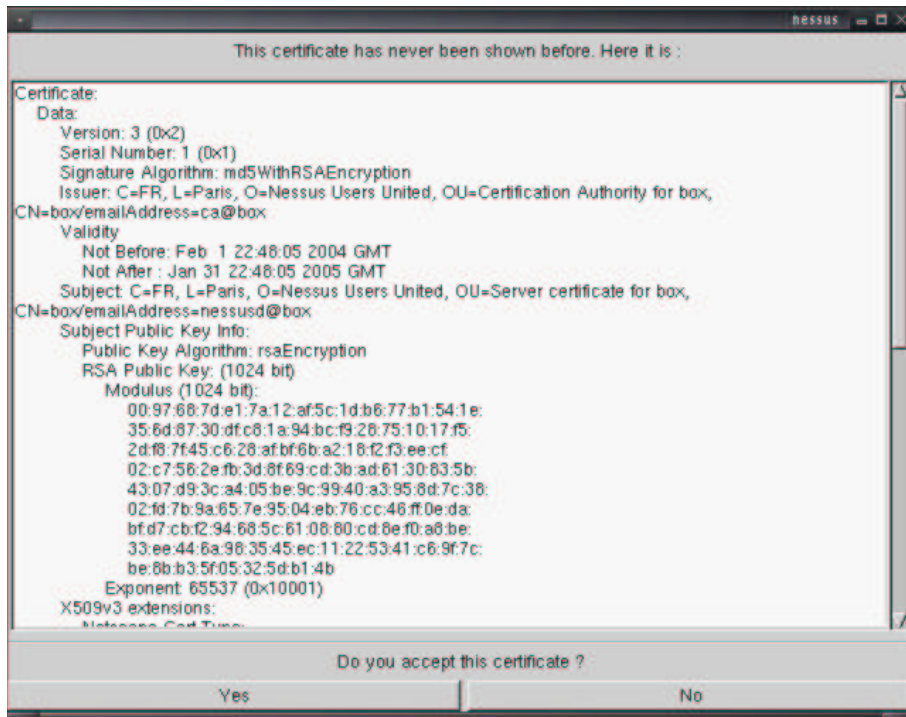 nessus
This certificate has never been shown before. Here it is :
Certificate:
Data:
Version: 3 (0x2)
Serial Number: 1 (0x1)
Signature Algorithm: md5WithRSAEncryption
Issuer: C=FR, L=Paris, O=Nessus Users United, OU=Certification Authority for box,
CN=box/emailAddress=ca@box
Validity
Not Before: Feb 1 22:48:05 2004 GMT
Not After : Jan 31 22:48:05 2005 GMT
Subject: C=FR, L=Paris, O=Nessus Users United, OU=Server certificate for box,
CN=box/emailAddress=nessusd@box
Subject Public Key Info:
Public Key Algorithm: rsaEncryption
RSA Public Key: (1024 bit)
Modulus (1024 bit):
00:97:68:7d:e1:7a:12:af:5c:1d:b6:77:b1:54:1e:
35:6d:87:30:df:c8:1a:94:bc:f9:28:75:10:17:f5:
2d:f8:7f:45:c6:28:af:bf:6b:a2:18:f2:f3:ee:cf:
02:c7:56:2e:fb:3d:8f:69:cd:3b:ad:61:30:83:5b:
43:07:d9:3c:a4:05:be:9c:99:40:a3:95:8d:7c:38:
02:fd:7b:9a:65:7e:95:04:eb:76:cc:46:ff:0e:da:
bf:d7:cb:f2:94:68:5c:61:08:80:cd:8e:f0:a8:be:
33:ee:44:6a:98:35:45:ec:11:22:53:41:c6:9f:7c:
be:8b:b3:5f:05:32:5d:b1:4b
Exponent: 65537 (0x10001)
X509v3 extensions:
Netscape Cert Type:
Do you accept this certificate ?
Yes
No